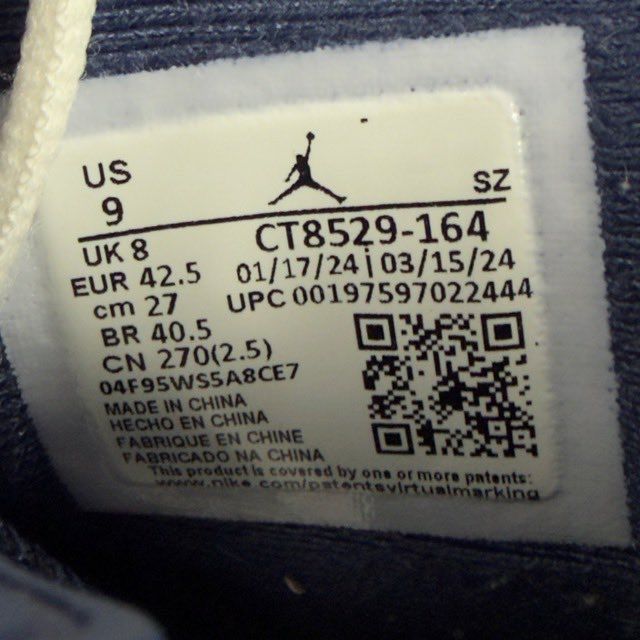 US
9
SZ
UK 8
CT8529-164
EUR 42.5
01/17/24 | 03/15/24
cm 27
UPC 00197597022444
BR 40.5
CN 270(2.5)
04F95WS5A8CE7
MADE IN CHINA
HECHO EN CHINA
FABRIQUE EN CHINE
FABRICADO NA CHINA
This product is covered by one or more patents:
www.nike.com/patentsvirtualmarking